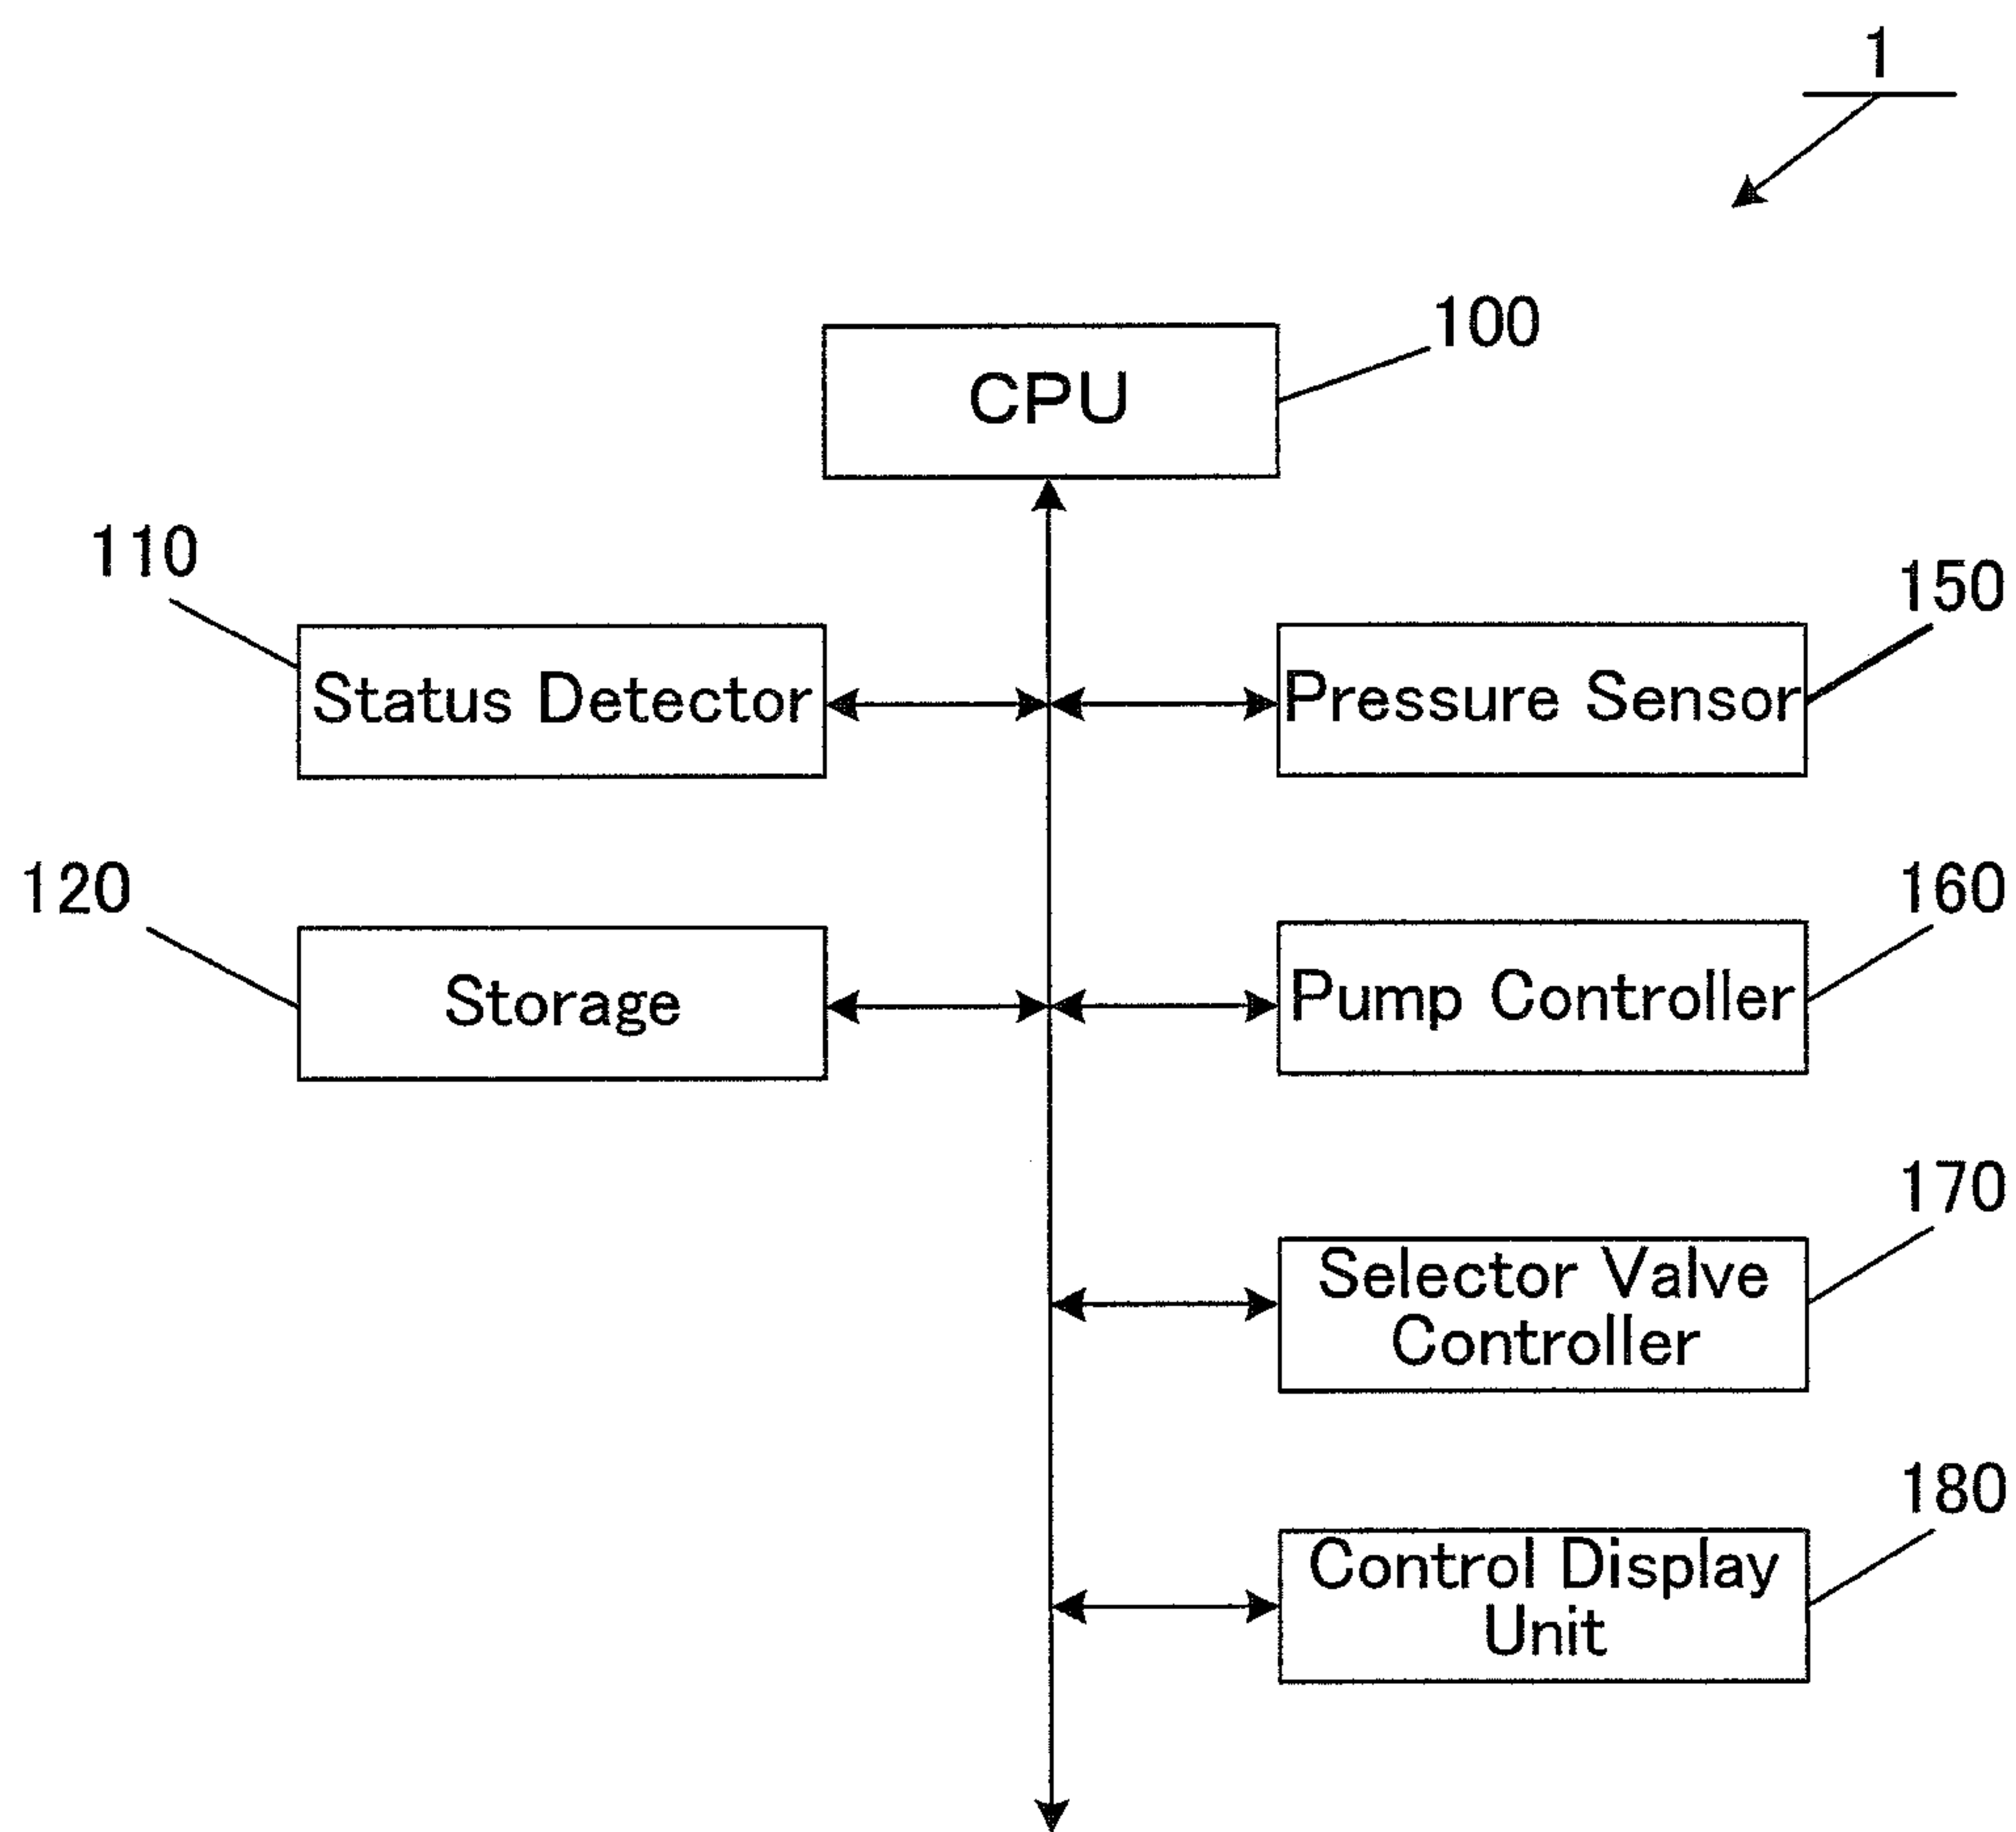 1
100
CPU
110
150
Status Detector
Pressure Sensor
120
160
Storage
Pump Controller
170
Selector Valve
Controller
180
Control Display
Unit